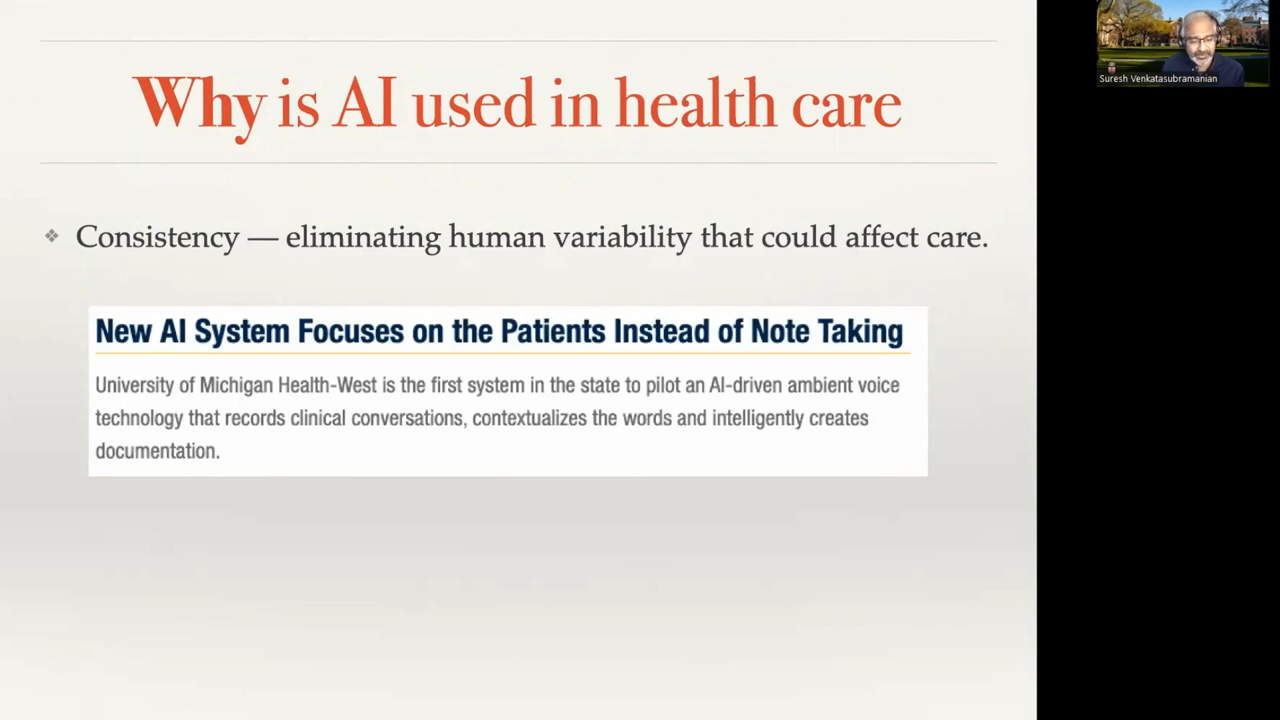 Why is AI used in health care
Consistency — eliminating human variability that could affect care.
New AI System Focuses on the Patients Instead of Note Taking
University of Michigan Health-West is the first system in the state to pilot an AI-driven ambient voice
technology that records clinical conversations, contextualizes the words and intelligently creates
documentation.
Suresh Venkatasubramanian